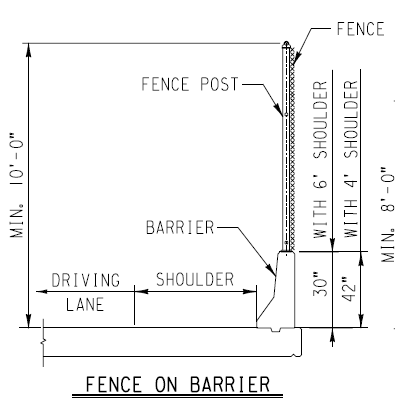 FENCE
FENCE POST
MIN. 10'-0"
WITH 6' SHOULDER
WITH 4' SHOULDER
MIN. 8'-0"
BARRIER
DRIVING
LANE
SHOULDER
30"
42"
FENCE ON BARRIER